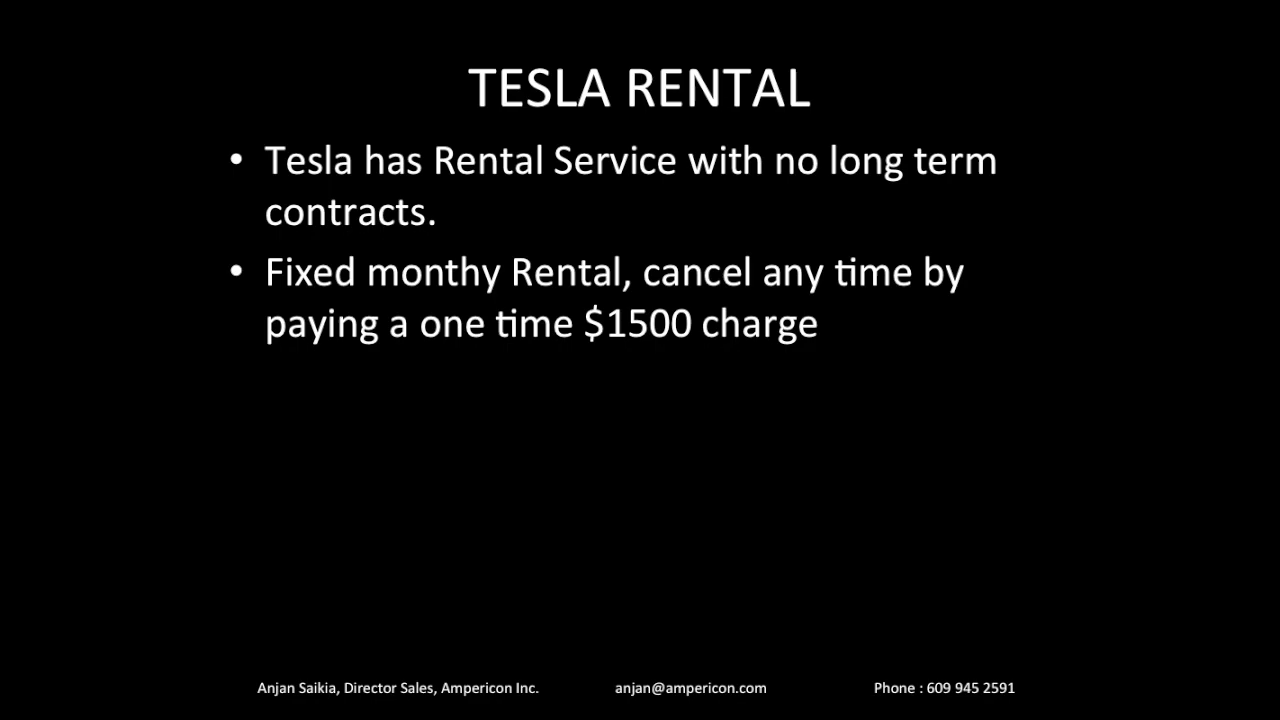 TESLA RENTAL
• Tesla has Rental Service with no long term
contracts.
• Fixed monthy Rental, cancel any time by
paying a one time $1500 charge
Anjan Saikia, Director Sales, Ampericon Inc. anjan@ampericon.com Phone : 609 945 2591